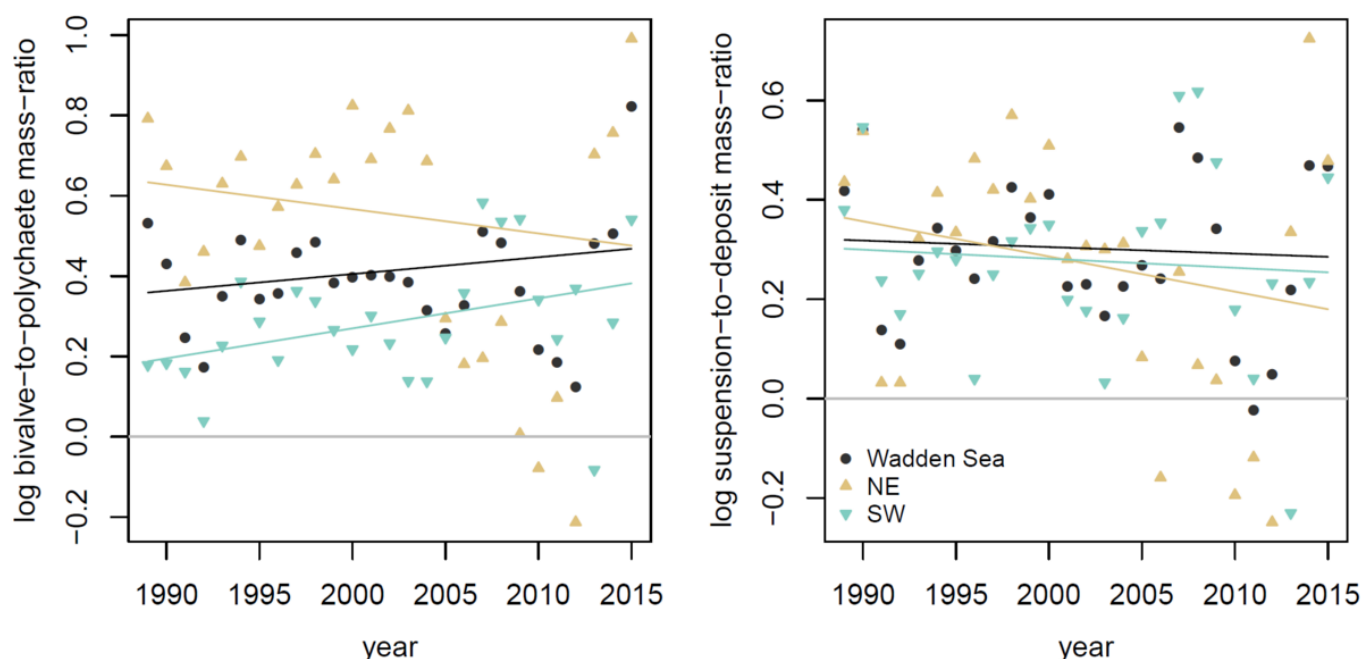 log bivalve−to−polychaete mass−ratio
1.0
0.8
0.6
0.4
0.2
0.0
−0.2
1990 1995 2000 2005 2010 2015
year
log suspension−to−deposit mass−ratio
0.6
0.4
0.2
0.0
−0.2
Wadden Sea
NE
SW
1990 1995 2000 2005 2010 2015
year